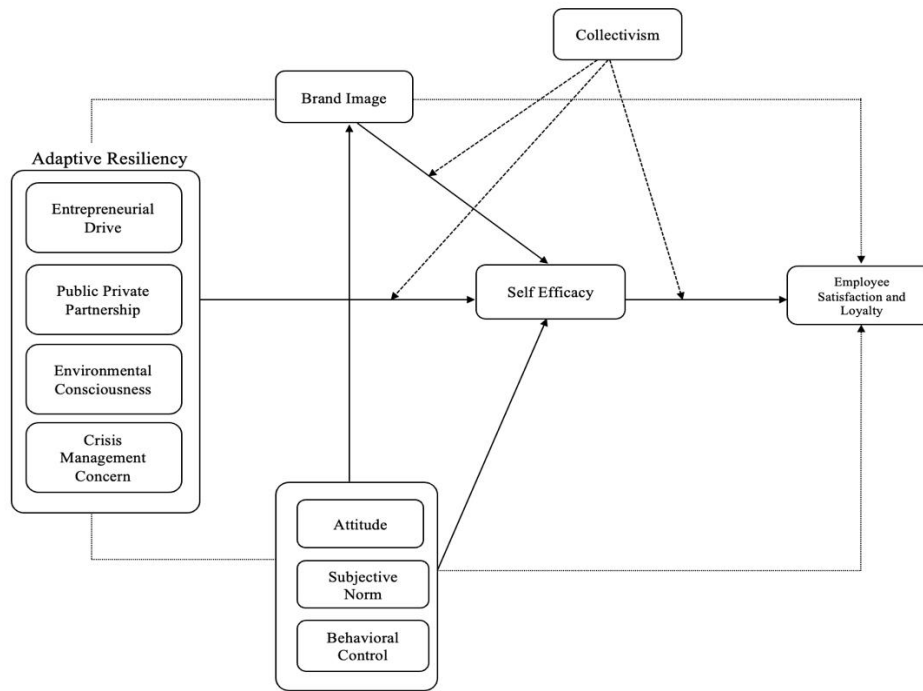 Collectivism
Brand Image
Adaptive Resiliency
Entrepreneurial
Drive
Public Private
Partnership
Environmental
Consciousness
Crisis
Management
Concern
Self Efficacy
Employee
Satisfaction and
Loyalty
Attitude
Subjective
Norm
Behavioral
Control